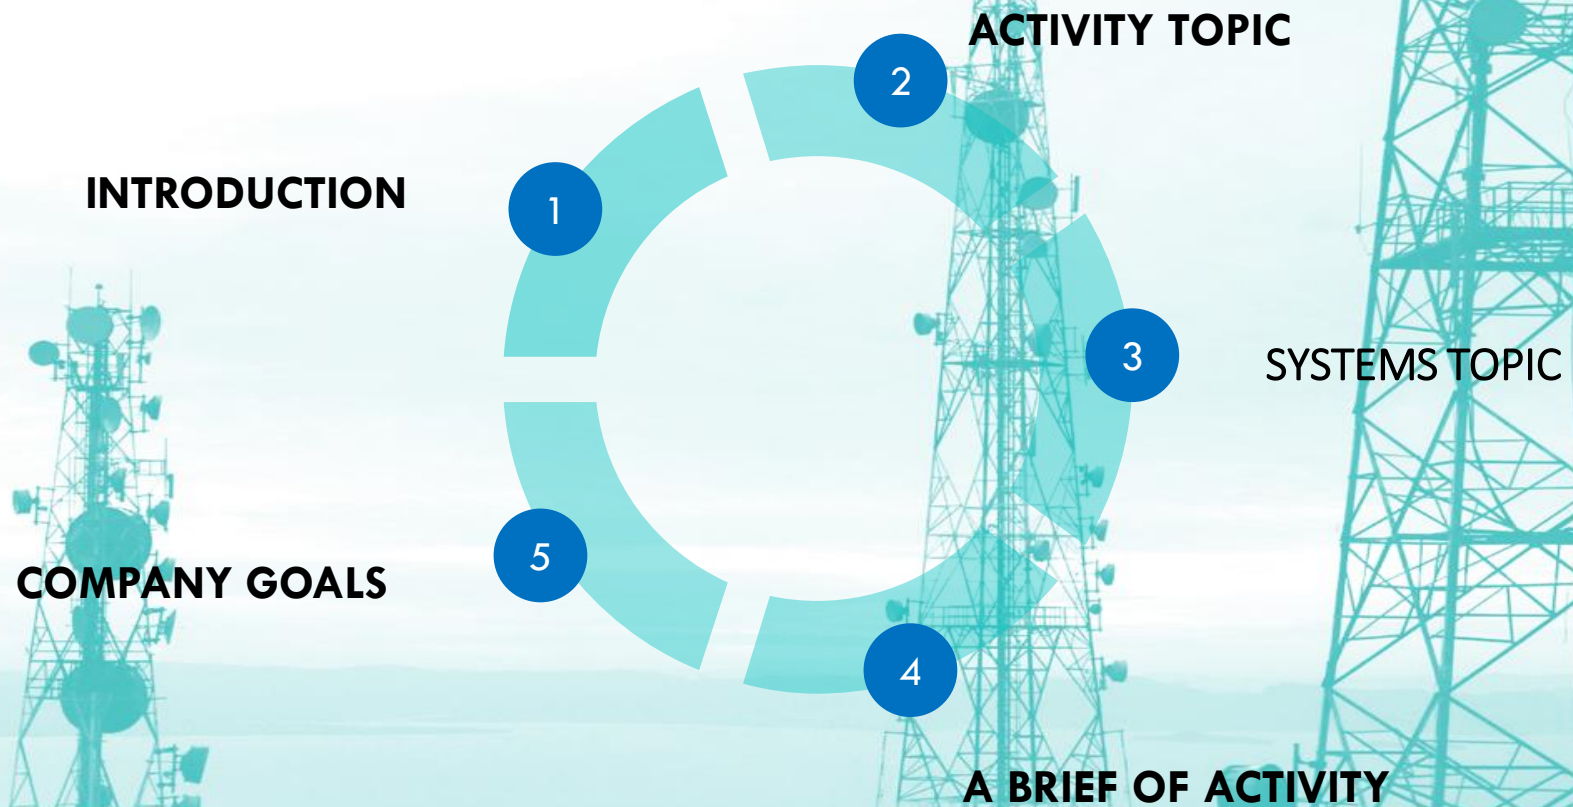 1
INTRODUCTION
2
ACTIVITY TOPIC
3
SYSTEMS TOPIC
4
A BRIEF OF ACTIVITY
5
COMPANY GOALS